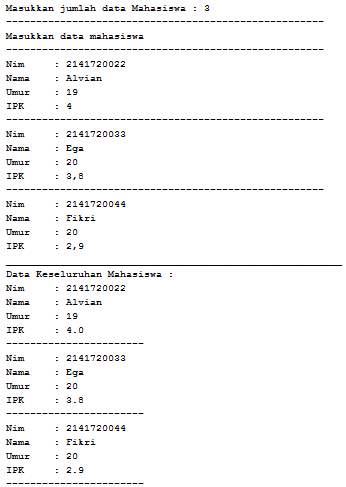 Masukkan jumlah data Mahasiswa : 3
-----------------------------------------------------
Masukkan data mahasiswa
-----------------------------------------------------
Nim     : 2141720022
Nama    : Alvian
Umur    : 19
IPK     : 4
-----------------------------------------------------
Nim     : 2141720033
Nama    : Ega
Umur    : 20
IPK     : 3,8
-----------------------------------------------------
Nim     : 2141720044
Nama    : Fikri
Umur    : 20
IPK     : 2,9
________________________________________________________
Data Keseluruhan Mahasiswa :
Nim     : 2141720022
Nama    : Alvian
Umur    : 19
IPK     : 4.0
-----------------------
Nim     : 2141720033
Nama    : Ega
Umur    : 20
IPK     : 3.8
-----------------------
Nim     : 2141720044
Nama    : Fikri
Umur    : 20
IPK     : 2.9
-----------------------